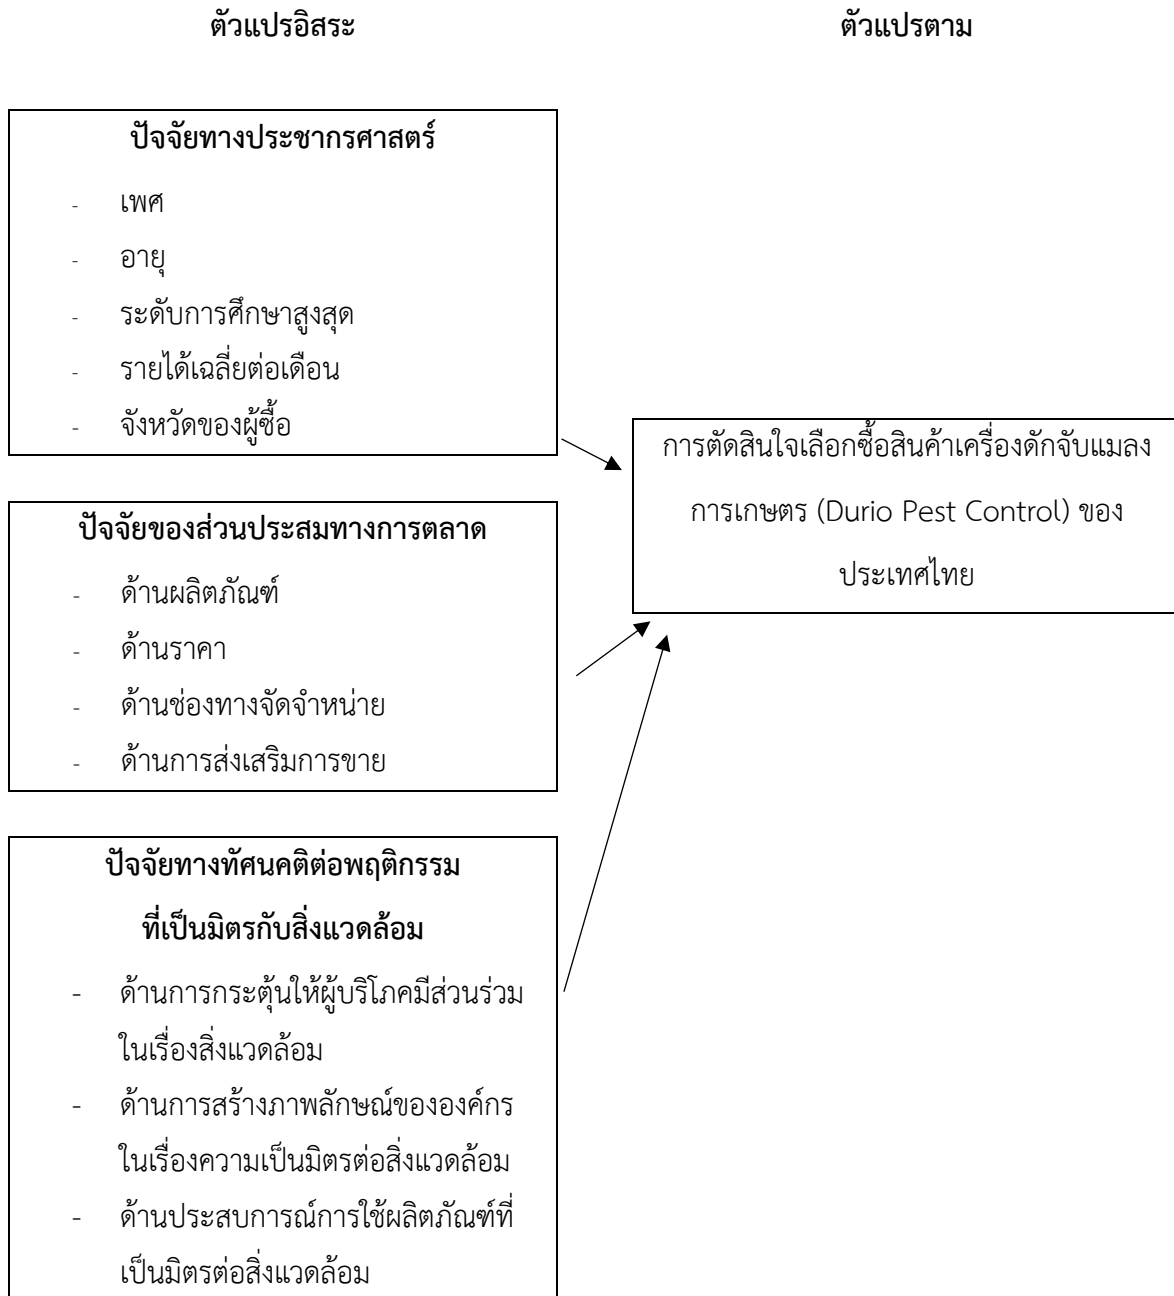 ตัวแปรอิสระ
ตัวแปรตาม
ปัจจัยทางประชากรศาสตร์
- เพศ
- อายุ
- ระดับการศึกษาสูงสุด
- รายได้เฉลี่ยต่อเดือน
- จังหวัดของผู้ซื้อ
การตัดสินใจเลือกซื้อสินค้าเครื่องดักจับแมลง
การเกษตร (Durio Pest Control) ของ
ประเทศไทย
ปัจจัยของส่วนประสมทางการตลาด
- ด้านผลิตภัณฑ์
- ด้านราคา
- ด้านช่องทางจัดจำหน่าย
- ด้านการส่งเสริมการขาย
ปัจจัยทางทัศนคติต่อพฤติกรรม
ที่เป็นมิตรกับสิ่งแวดล้อม
- ด้านการกระตุ้นให้ผู้บริโภคมีส่วนร่วม
ในเรื่องสิ่งแวดล้อม
- ด้านการสร้างภาพลักษณ์ขององค์กร
ในเรื่องความเป็นมิตรต่อสิ่งแวดล้อม
- ด้านประสบการณ์การใช้ผลิตภัณฑ์ที่
เป็นมิตรต่อสิ่งแวดล้อม